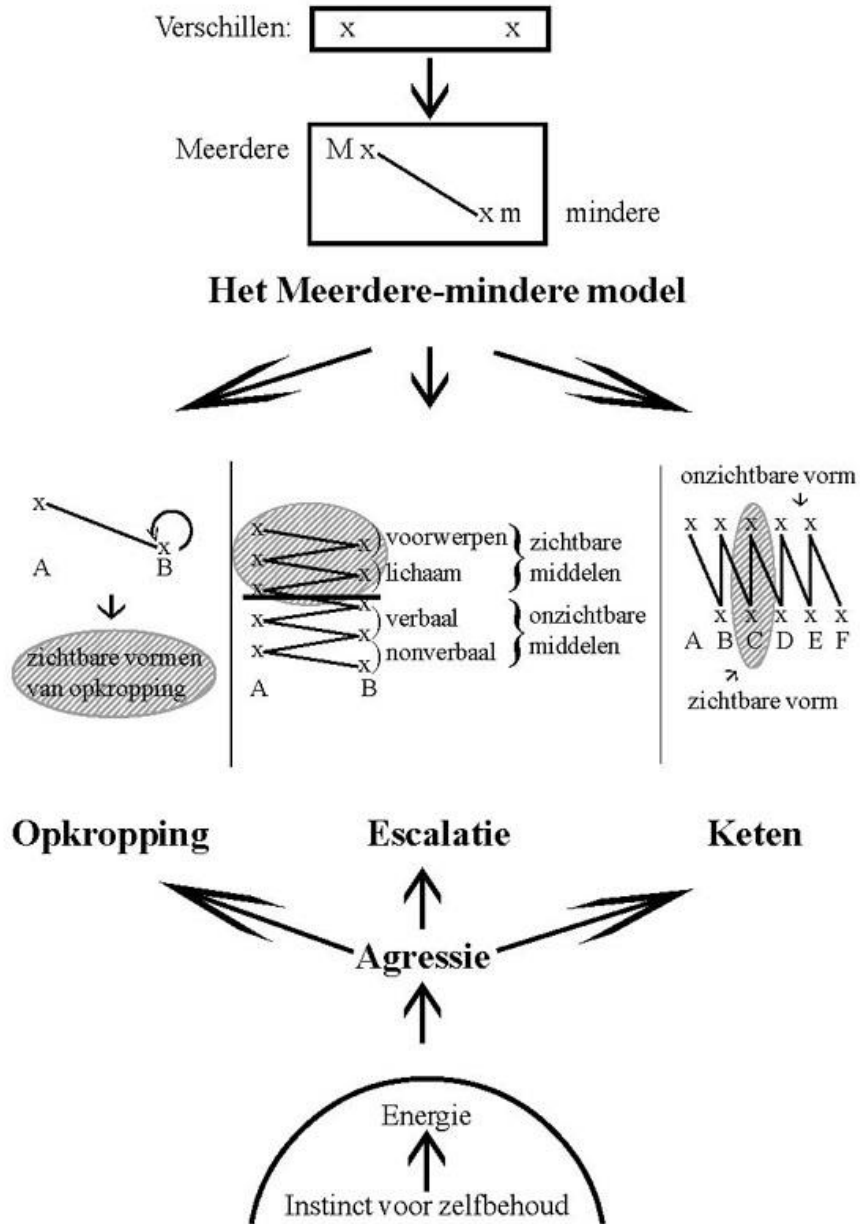 Verschillen: x x
Meerdere M x
x m mindere
Het Meerdere-mindere model
x
x
A B
zichtbare vormen
van opkropping
x
x
x
x
x
x
x
x
x
x
A B
voorwerpen
lichaam
verbaal
nonverbaal
zichtbare
middelen
onzichtbare
middelen
onzichtbare vorm
x x x x x
x x x x x
A B C D E F
zichtbare vorm
Opkropping Escalatie Keten
Agressie
Energie
Instinct voor zelfbehoud